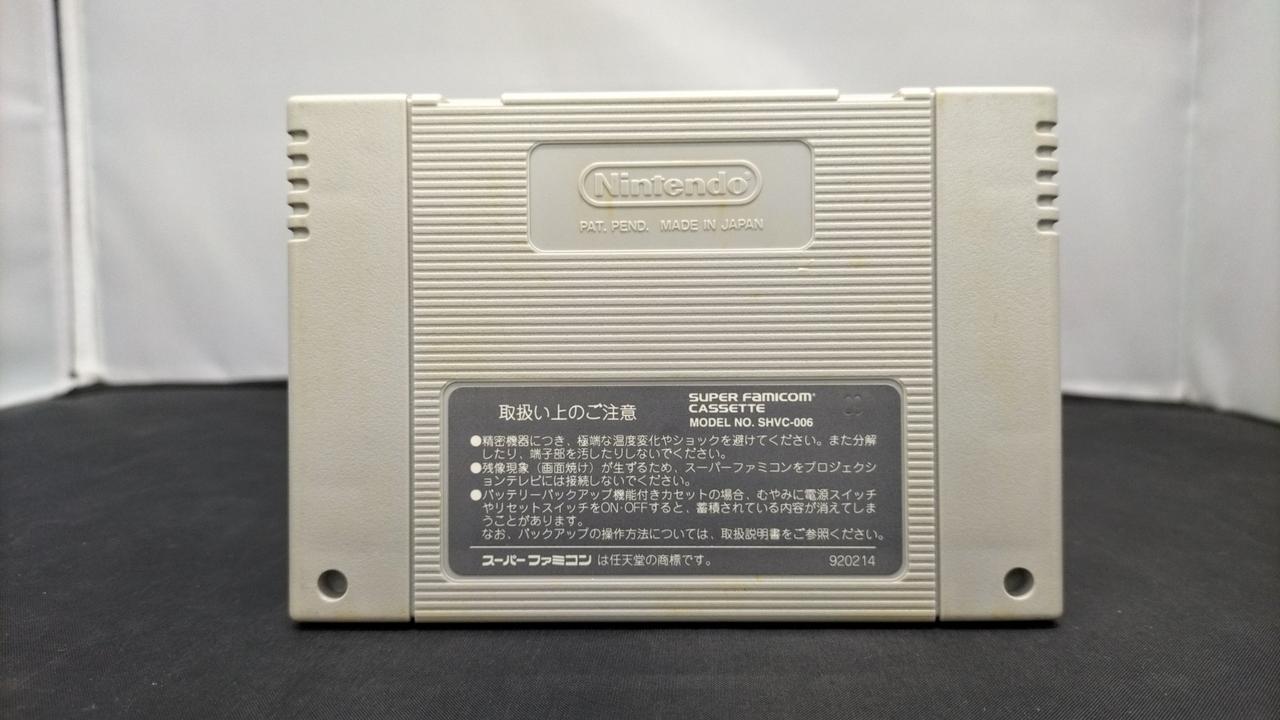 Nintendo®
PAT. PEND. MADE IN JAPAN
取扱い上のご注意
SUPER FAMICOM®
CASSETTE
MODEL NO. SHVC-006
●精密機器につき、極端な温度変化やショックを避けてください。また分解
したり、端子部を汚したりしないでください。
●残像現象（画面焼け）が生ずるため、スーパーファミコンをプロジェクシ
ョンテレビには接続しないでください。
●バッテリーバックアップ機能付きカセットの場合、むやみに電源スイッチ
やリセットスイッチをON·OFFすると、蓄積されている内容が消えてしま
うことがあります。
なお、バックアップの操作方法については、取扱説明書をご参照ください。
スーパーファミコン は任天堂の商標です。
920214